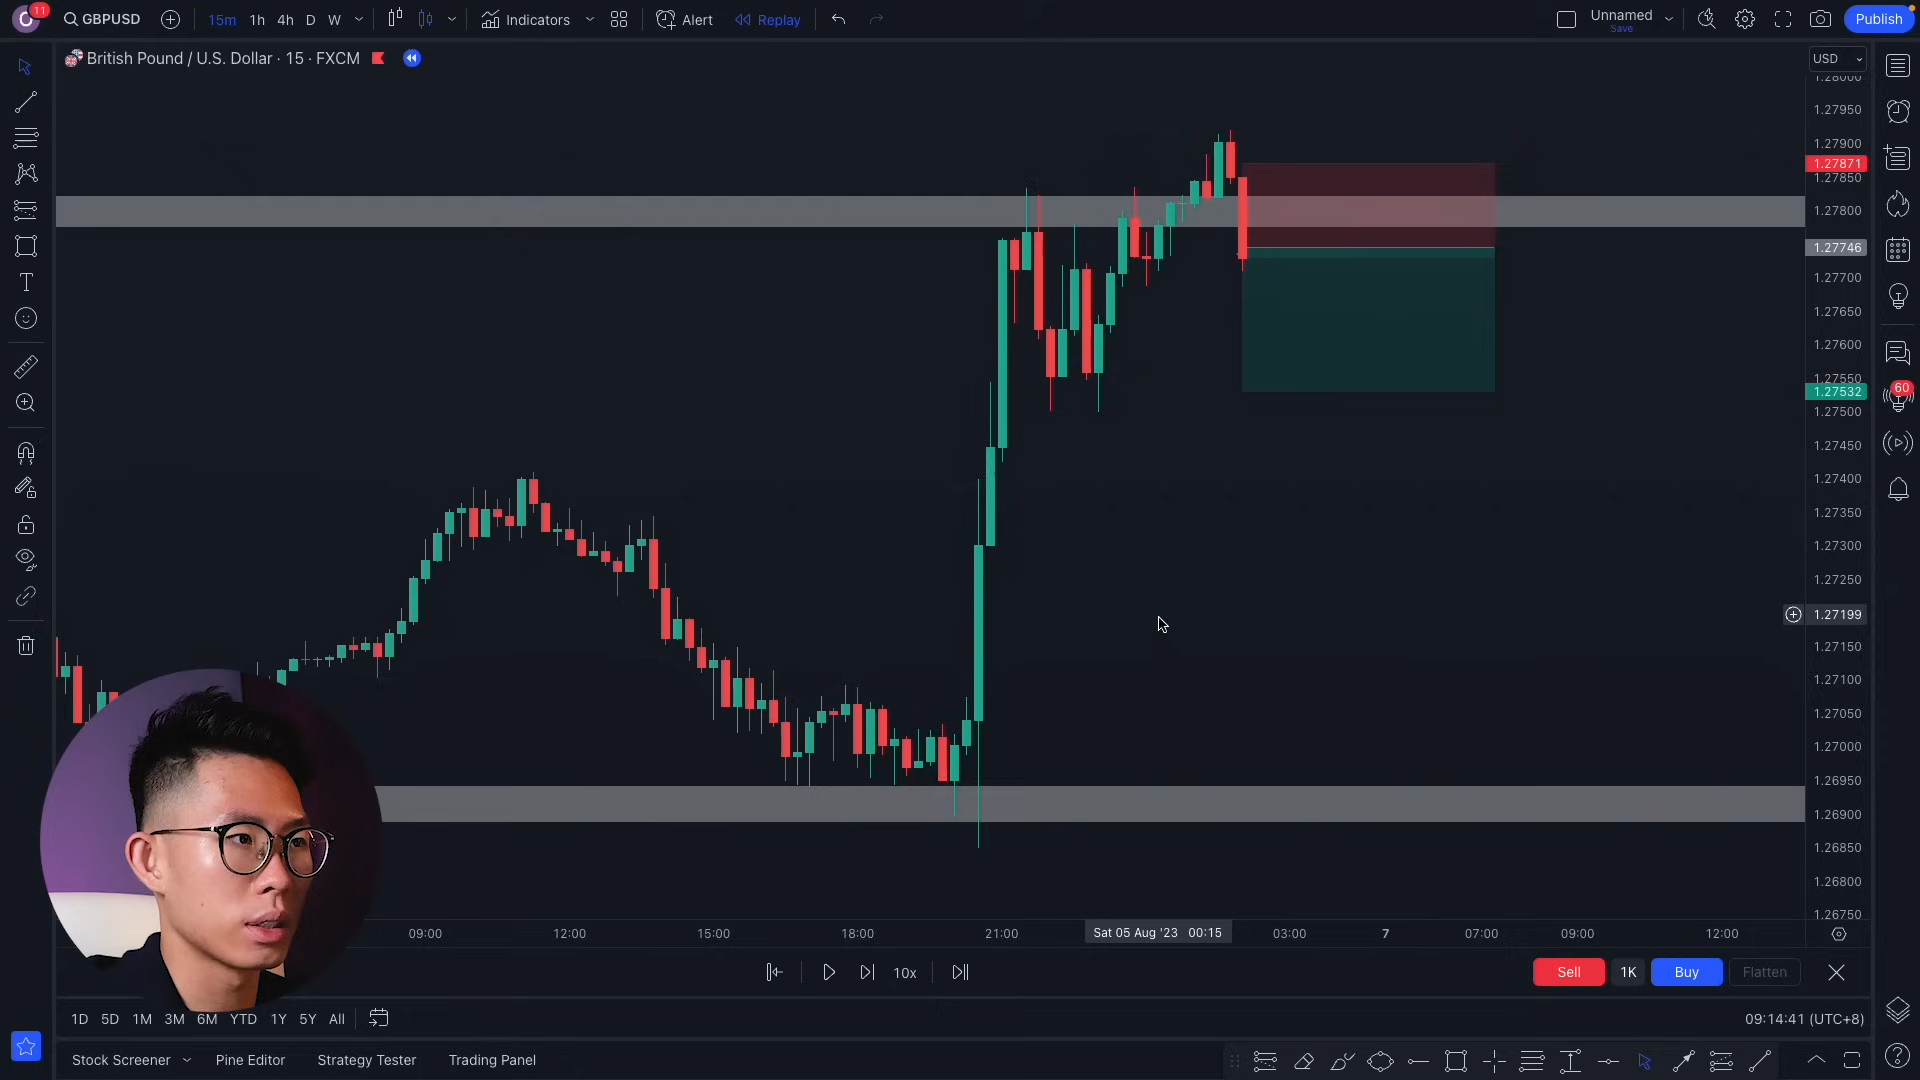 11
GBPUSD
15m 1h 4h D W
Indicators
Alert
Replay
Unnamed
Save
Publish
British Pound / U.S. Dollar · 15 · FXCM
USD
1.28000
1.27950
1.27900
1.27871
1.27850
1.27800
1.27746
1.27700
1.27650
1.27600
1.27550
1.27532
1.27500
1.27450
1.27400
1.27350
1.27300
1.27250
1.27199
1.27150
1.27100
1.27050
1.27000
1.26950
1.26900
1.26850
1.26800
1.26750
60
T
09:00 12:00 15:00 18:00 21:00 Sat 05 Aug '23 00:15 03:00 7 07:00 09:00 12:00
10x
Sell 1K Buy Flatten
1D 5D 1M 3M 6M YTD 1Y 5Y All
09:14:41 (UTC+8)
Stock Screener Pine Editor Strategy Tester Trading Panel